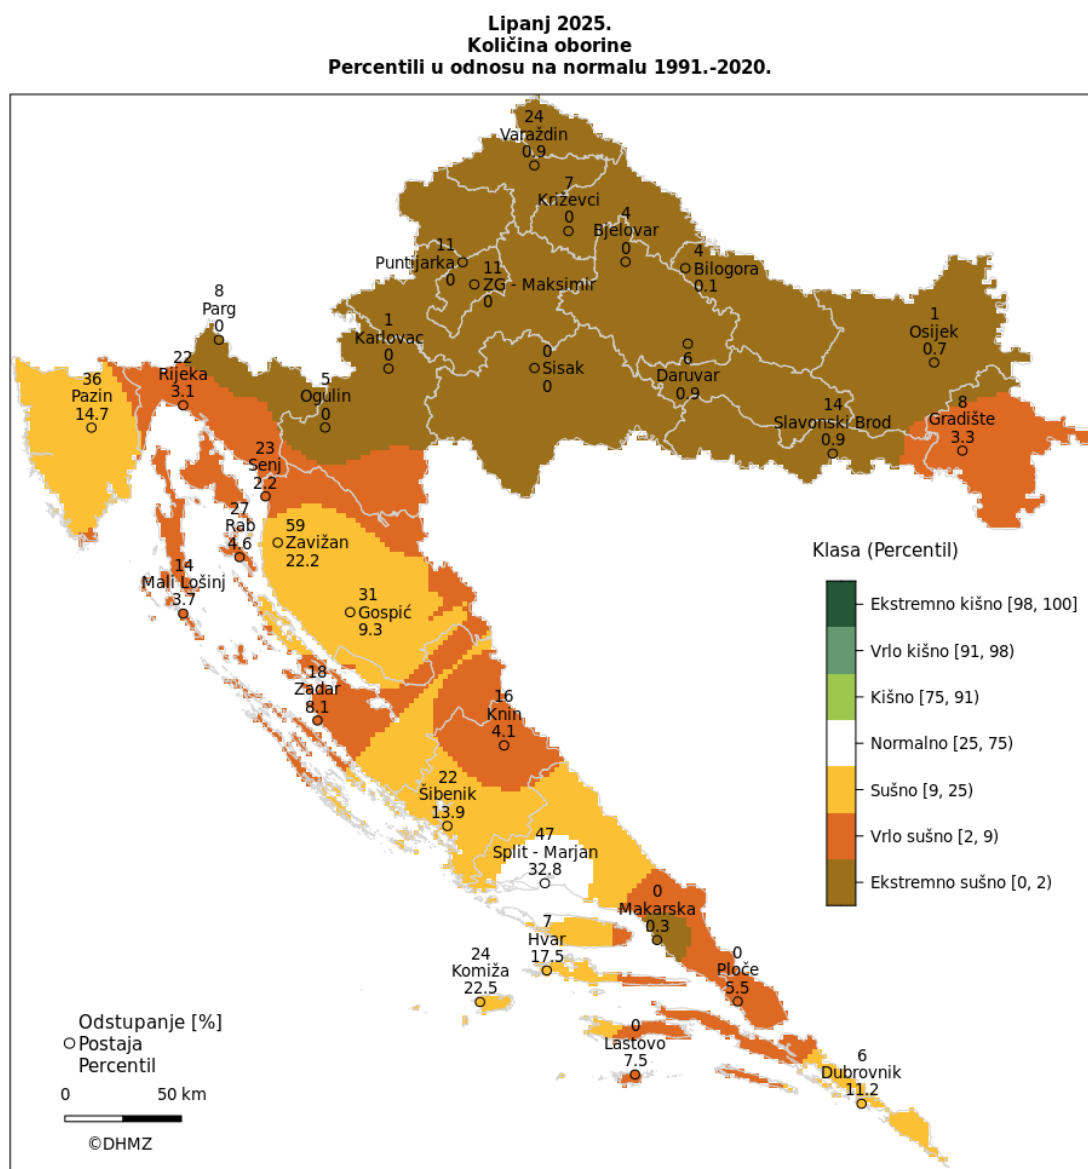 Lipanj 2025.
Količina oborine
Percentili u odnosu na normalu 1991.-2020.
24
Varaždin
0.9
7
Križevci
0
4
Bjelovar
0
11
Puntijarka
0
11
ZG - Maksimir
0
4
Bilogora
0.1
8
Parg
0
1
Karlovac
0
0
Sisak
0
6
Daruvar
0.9
1
Osijek
0.7
22
Rijeka
3.1
36
Pazin
14.7
5
Ogulin
0
14
Slavonski Brod
0.9
8
Gradište
3.3
23
Senj
2.2
27
Rab
4.6
59
Zavižan
22.2
14
Mali Lošinj
3.7
31
Gospić
9.3
18
Zadar
8.1
16
Knin
4.1
22
Šibenik
13.9
47
Split - Marjan
32.8
0
Makarska
0.3
7
Hvar
17.5
24
Komiža
22.5
0
Ploče
5.5
0
Lastovo
7.5
6
Dubrovnik
11.2
Klasa (Percentil)
Ekstremno kišno [98, 100]
Vrlo kišno [91, 98)
Kišno [75, 91)
Normalno [25, 75)
Sušno [9, 25)
Vrlo sušno [2, 9)
Ekstremno sušno [0, 2)
Odstupanje [%]
Postaja
Percentil
0 50 km
©DHMZ